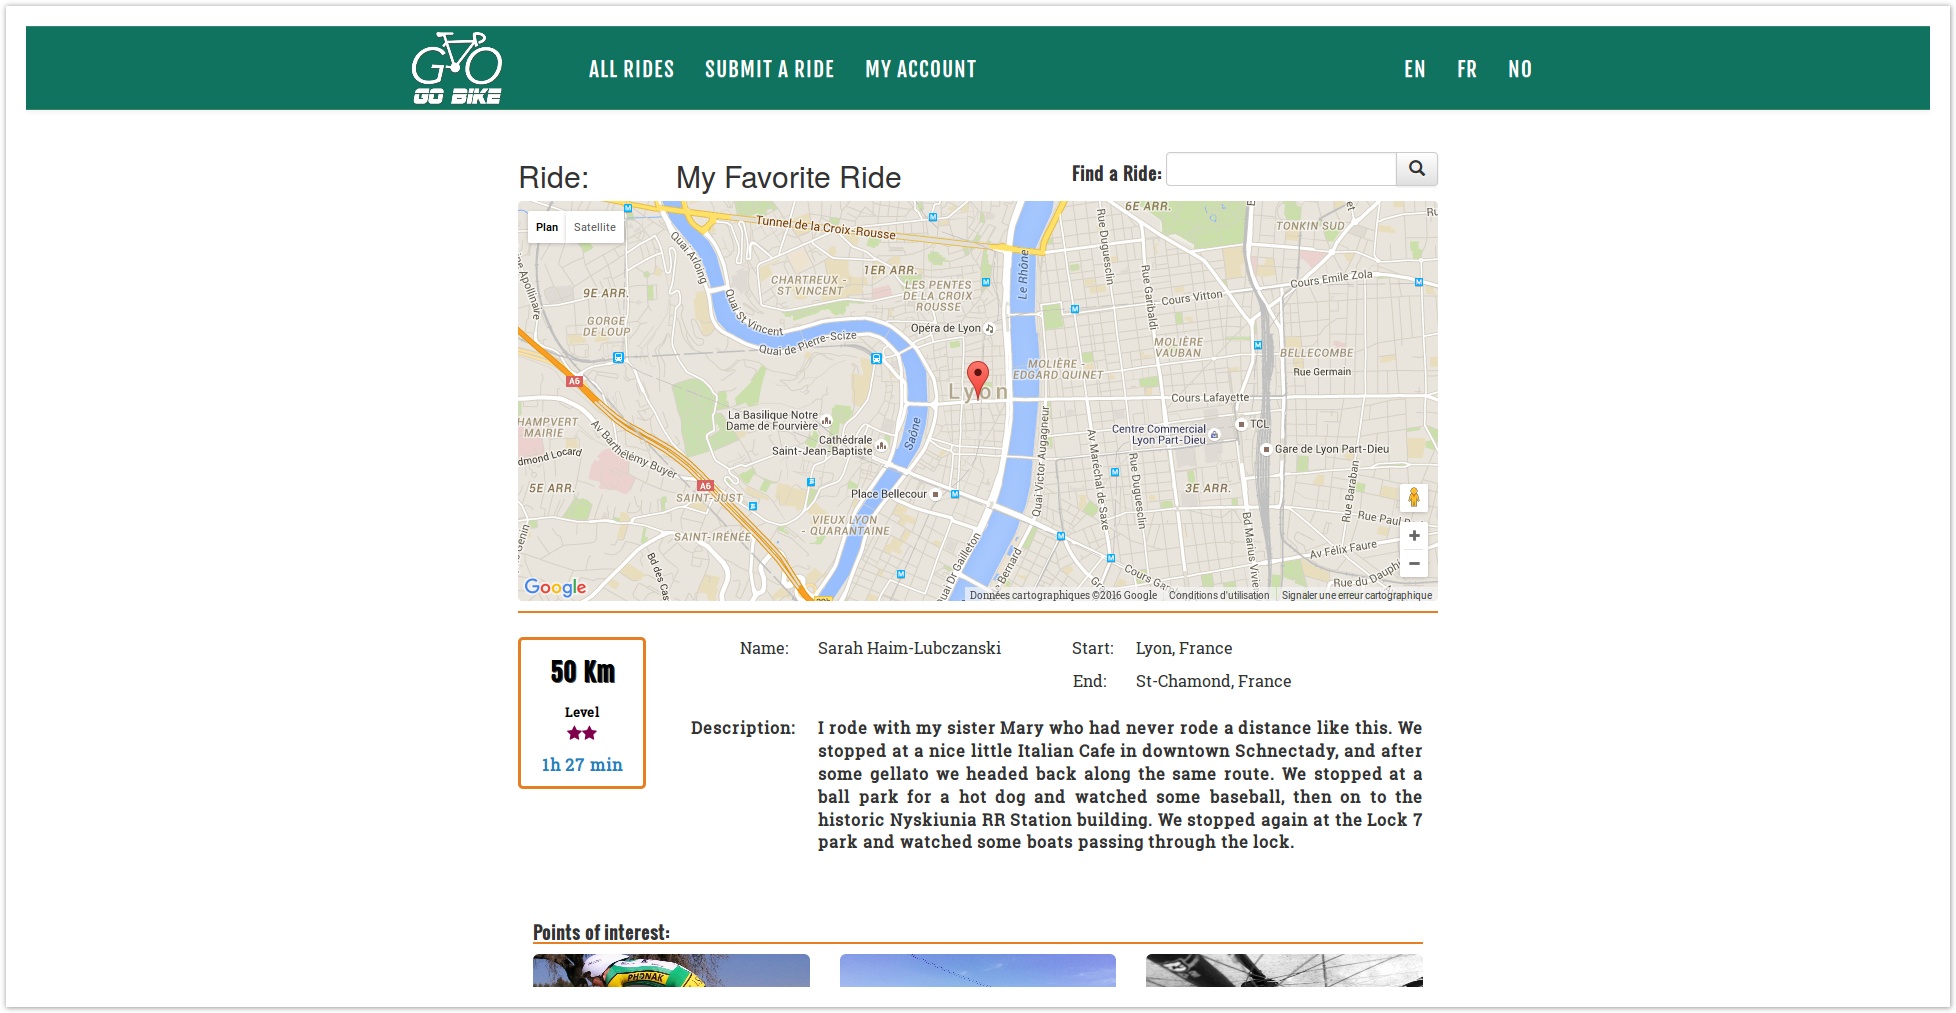 GO BIKE
ALL RIDES SUBMIT A RIDE MY ACCOUNT
EN FR NO
Ride: My Favorite Ride
Find a Ride:
Plan Satellite
Tunnel de la Croix-Rousse
6E ARR.
TONKIN SUD
Quai Arloing
Le Rhône
Rue Duguesclin
Rue Garibaldi
Cours Emile Zola
CHARTREUX -
ST VINCENT
1ER ARR.
LES PENTES
DE LA CROIX
ROUSSE
9E ARR.
Quai St Vincent
Cours Vitton
GORGE
DE LOUP
Opéra de Lyon
Quai de Pierre-Scize
MOLIÈRE
VAUBAN
BELLECOMBE
MOLIÈRE -
EDGARD QUINET
Rue Germain
A6
Lyon
Cours Lafayette
La Basilique Notre
Dame de Fourvière
HAMPVERT
MAIRIE
Av Barthélémy Buyer
Saône
Cathédrale
Saint-Jean-Baptiste
Centre Commercial
Lyon Part-Dieu
TCL
Gare de Lyon Part-Dieu
dmond Locard
Quai Victor Augagneur
Av Maréchal de Saxe
Rue Duguesclin
Rue Baraban
5E ARR.
A6
SAINT-JUST
Place Bellecour
3E ARR.
VIEUX LYON
- QUARANTAINE
SAINT-IRÉNÉE
Rue Paul
Bd Marius Vivie
Av Félix Faure
Bd des Cas
Quai Dr Gailleton
Bernard
Cours Ga
Rue du Dauph
Google
Données cartographiques ©2016 Google Conditions d'utilisation Signaler une erreur cartographique
50 Km
Level
1h 27 min
Name: Sarah Haim-Lubczanski
Start: Lyon, France
End: St-Chamond, France
Description: I rode with my sister Mary who had never rode a distance like this. We
stopped at a nice little Italian Cafe in downtown Schnectady, and after
some gellato we headed back along the same route. We stopped at a
ball park for a hot dog and watched some baseball, then on to the
historic Nyskiunia RR Station building. We stopped again at the Lock 7
park and watched some boats passing through the lock.
Points of interest:
PHONAK